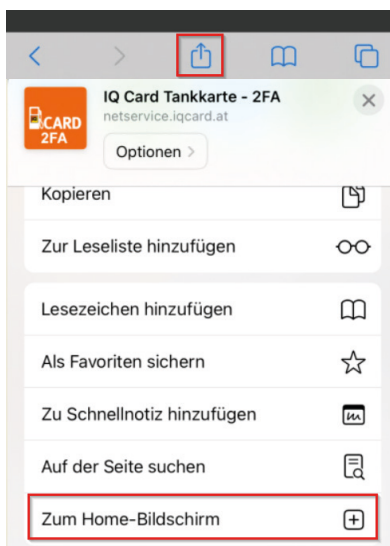 IQ Card Tankkarte - 2FA
netservice.iqcard.at
CARD
2FA
Optionen >
Kopieren
Zur Leseliste hinzufügen
Lesezeichen hinzufügen
Als Favoriten sichern
Zu Schnellnotiz hinzufügen
Auf der Seite suchen
Zum Home-Bildschirm